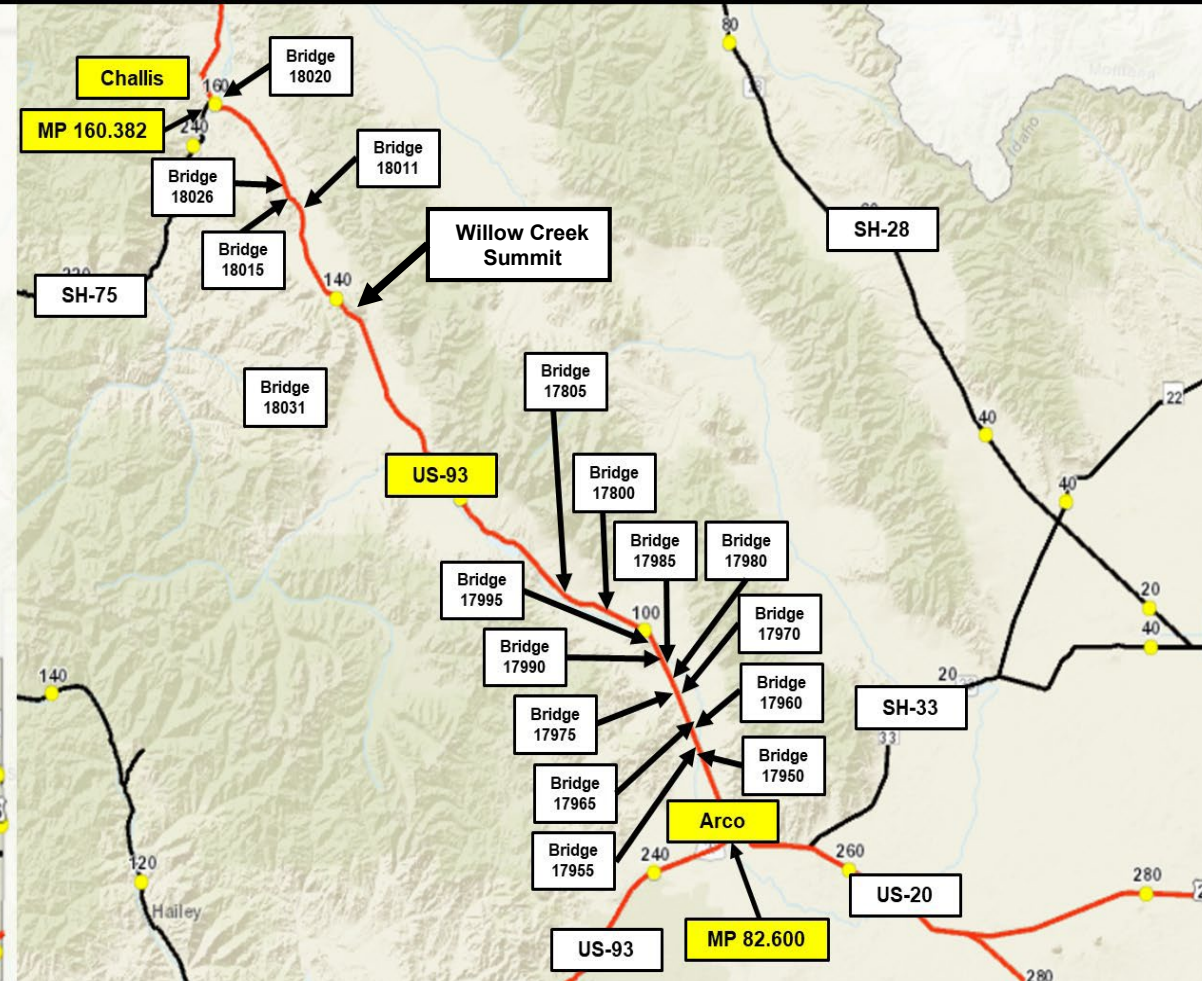 80
28
Montana
Idaho
Challis
Bridge
18020
160
MP 160.382
240
Bridge
18011
Bridge
18026
Willow Creek
Summit
SH-28
Bridge
18015
140
SH-75
Bridge
18031
Bridge
17805
22
40
US-93
Bridge
17800
40
Bridge
17985
Bridge
17980
Bridge
17995
100
Bridge
17970
20
40
Bridge
17990
140
20
Bridge
17960
SH-33
Bridge
17975
33
Bridge
17965
Bridge
17950
Arco
Bridge
17955
240
260
120
Hailey
US-20
280
US-93
MP 82.600
280